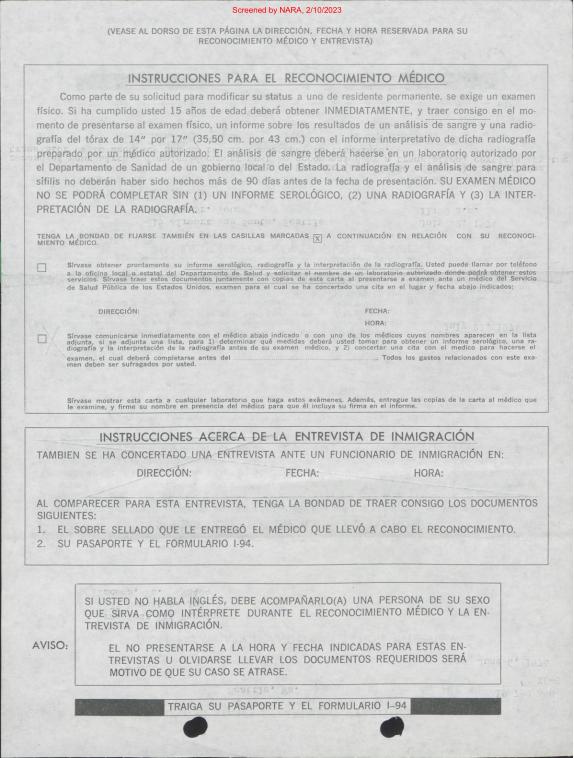 Screened by NARA, 2/10/2023
(VEASE AL DORSO DE ESTA PÁGINA LA DIRECCIÓN, FECHA Y HORA RESERVADA PARA SU
RECONOCIMIENTO MÉDICO Y ENTREVISTA)
INSTRUCCIONES PARA EL RECONOCIMIENTO MÉDICO
Como parte de su solicitud para modificar su status a uno de residente permanente, se exige un examen
físico. Si ha cumplido usted 15 años de edad deberá obtener INMEDIATAMENTE, y traer consigo en el mo-
mento de presentarse al examen físico, un informe sobre los resultados de un análisis de sangre y una radio-
grafía del tórax de 14" por 17" (35,50 cm. por 43 cm.) con el informe interpretativo de dicha radiografía
preparado por un médico autorizado. El análisis de sangre deberá hacerse en un laboratorio autorizado por
el Departamento de Sanidad de un gobierno local o del Estado. La radiografía y el análisis de sangre para
sífilis no deberán haber sido hechos más de 90 días antes de la fecha de presentación. SU EXAMEN MÉDICO
NO SE PODRÁ COMPLETAR SIN (1) UN INFORME SEROLÓGICO, (2) UNA RADIOGRAFÍA Y (3) LA INTER-
PRETACIÓN DE LA RADIOGRAFÍA.
TENGA LA BONDAD DE FIJARSE TAMBIÉN EN LAS CASILLAS MARCADAS X A CONTINUACIÓN EN RELACIÓN CON SU RECONOCI-
MIENTO MÉDICO.
Sírvase obtener prontamente su informe serológico, radiografía y la interpretación de la radiografía. Usted puede llamar por teléfono
a la oficina local o estatal del Departamento de Salud y solicitar el nombre de un laboratorio autorizado donde podrá obtener estos
servicios. Sírvase traer estos documentos juntamente con copias de esta carta al presentarse a examen ante un médico del Servicio
de Salud Pública de los Estados Unidos, examen para el cual se ha concertado una cita en el lugar y fecha abajo indicados:
DIRECCIÓN: FECHA:
HORA:
Sírvase comunicarse inmediatamente con el médico abajo indicado o con uno de los médicos cuyos nombres aparecen en la lista
adjunta, si se adjunta una lista, para 1) determinar qué medidas deberá usted tomar para obtener un informe serológico, una ra-
diografía y la interpretación de la radiografía antes de su examen médico, y 2) concertar una cita con el medico para hacerse el
examen, el cual deberá completarse antes del . Todos los gastos relacionados con este exa-
men deben ser sufragados por usted.
Sírvase mostrar esta carta a cualquier laboratorio que haga estos exámenes. Además, entregue las copias de la carta al médico que
le examine, y firme su nombre en presencia del médico para que él incluya su firma en el informe.
INSTRUCCIONES ACERCA DE LA ENTREVISTA DE INMIGRACIÓN
TAMBIEN SE HA CONCERTADO UNA ENTREVISTA ANTE UN FUNCIONARIO DE INMIGRACIÓN EN:
DIRECCIÓN: FECHA: HORA:
AL COMPARECER PARA ESTA ENTREVISTA, TENGA LA BONDAD DE TRAER CONSIGO LOS DOCUMENTOS
SIGUIENTES:
1. EL SOBRE SELLADO QUE LE ENTREGÓ EL MÉDICO QUE LLEVÓ A CABO EL RECONOCIMIENTO.
2. SU PASAPORTE Y EL FORMULARIO I-94.
SI USTED NO HABLA INGLÉS, DEBE ACOMPAÑARLO(A) UNA PERSONA DE SU SEXO
QUE SIRVA COMO INTÉRPRETE DURANTE EL RECONOCIMIENTO MÉDICO Y LA EN-
TREVISTA DE INMIGRACIÓN.
AVISO:
EL NO PRESENTARSE A LA HORA Y FECHA INDICADAS PARA ESTAS EN-
TREVISTAS U OLVIDARSE LLEVAR LOS DOCUMENTOS REQUERIDOS SERÁ
MOTIVO DE QUE SU CASO SE ATRASE.
TRAIGA SU PASAPORTE Y EL FORMULARIO I-94